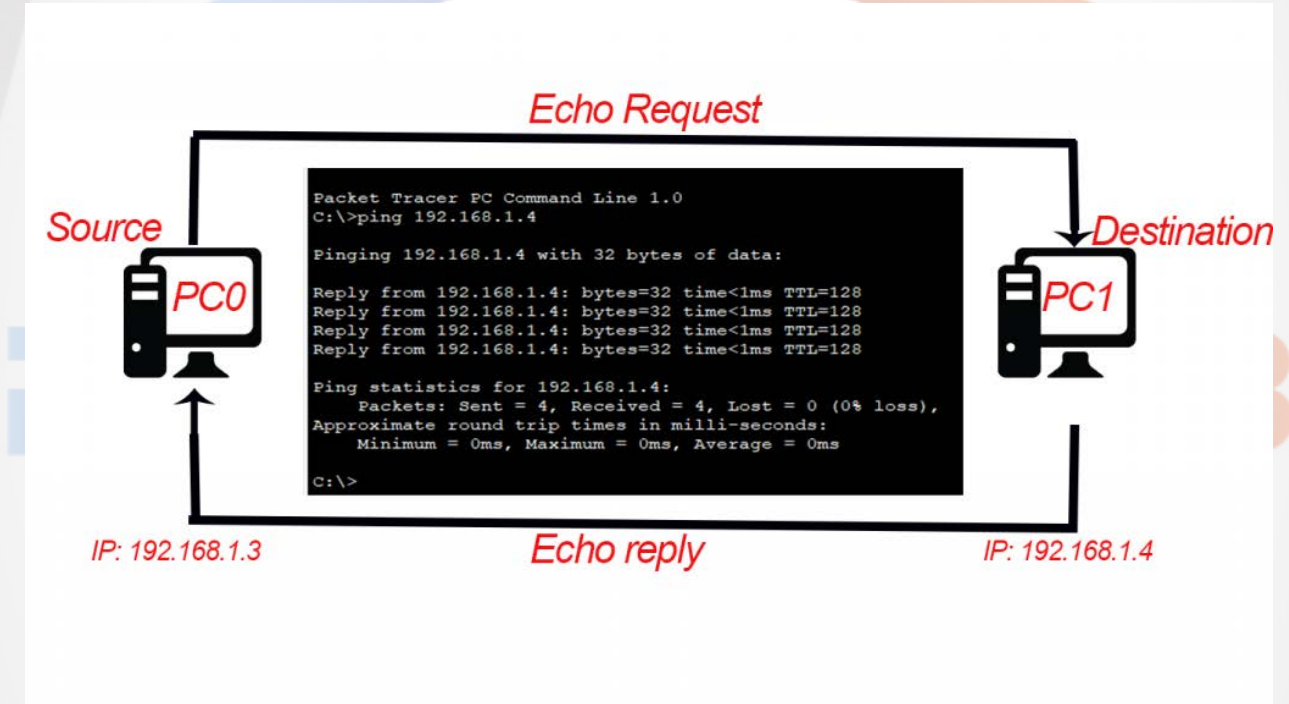 Echo Request
Source
Destination
PC0
PC1
Packet Tracer PC Command Line 1.0
C:\>ping 192.168.1.4
Pinging 192.168.1.4 with 32 bytes of data:
Reply from 192.168.1.4: bytes=32 time<1ms TTL=128
Reply from 192.168.1.4: bytes=32 time<1ms TTL=128
Reply from 192.168.1.4: bytes=32 time<1ms TTL=128
Reply from 192.168.1.4: bytes=32 time<1ms TTL=128
Ping statistics for 192.168.1.4:
Packets: Sent = 4, Received = 4, Lost = 0 (0% loss),
Approximate round trip times in milli-seconds:
Minimum = 0ms, Maximum = 0ms, Average = 0ms
C:\>
IP: 192.168.1.3
Echo reply
IP: 192.168.1.4